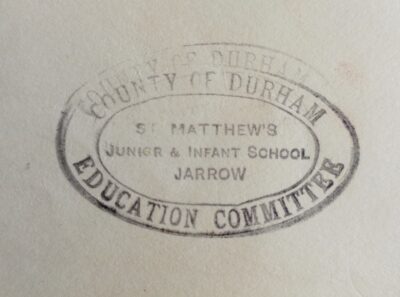 COUNTY OF DURHAM
COUNTY OF DURHAM
ST MATTHEW'S
JUNIOR & INFANT SCHOOL
JARROW
EDUCATION COMMITTEE